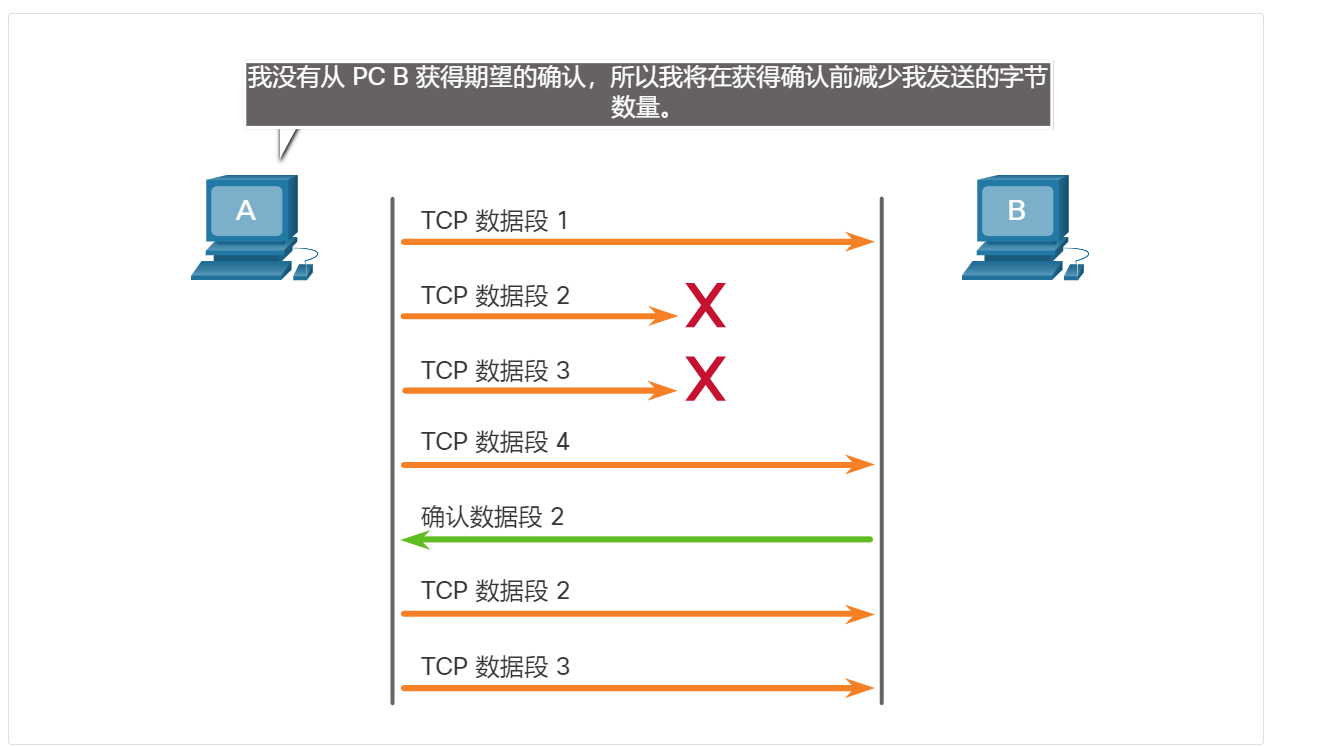 我没有从 PC B 获得期望的确认，所以我将在获得确认前减少我发送的字节
数量。
A
B
TCP 数据段 1
TCP 数据段 2
X
TCP 数据段 3
X
TCP 数据段 4
确认数据段 2
TCP 数据段 2
TCP 数据段 3